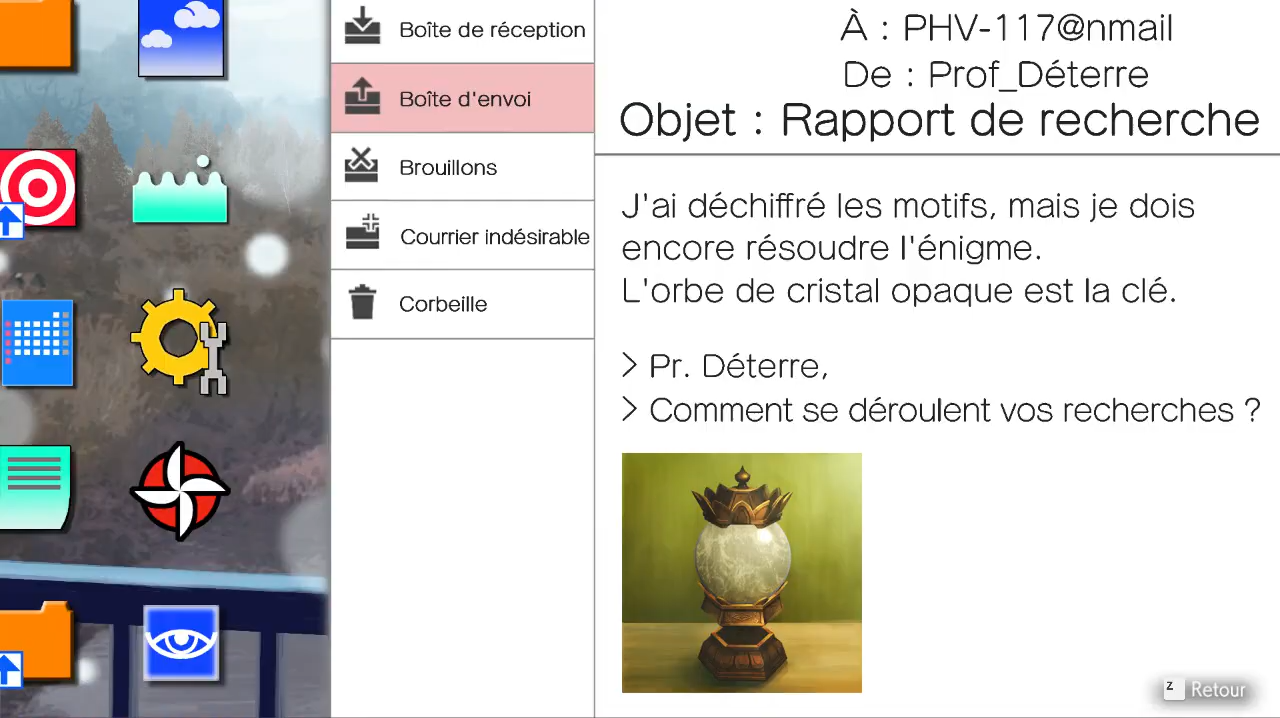 Boîte de réception
Boîte d'envoi
Brouillons
Courrier indésirable
Corbeille
À : PHV-117@nmail
De : Prof_Déterre
Objet : Rapport de recherche
J'ai déchiffré les motifs, mais je dois
encore résoudre l'énigme.
L'orbe de cristal opaque est la clé.
> Pr. Déterre,
> Comment se déroulent vos recherches ?
Z Retour